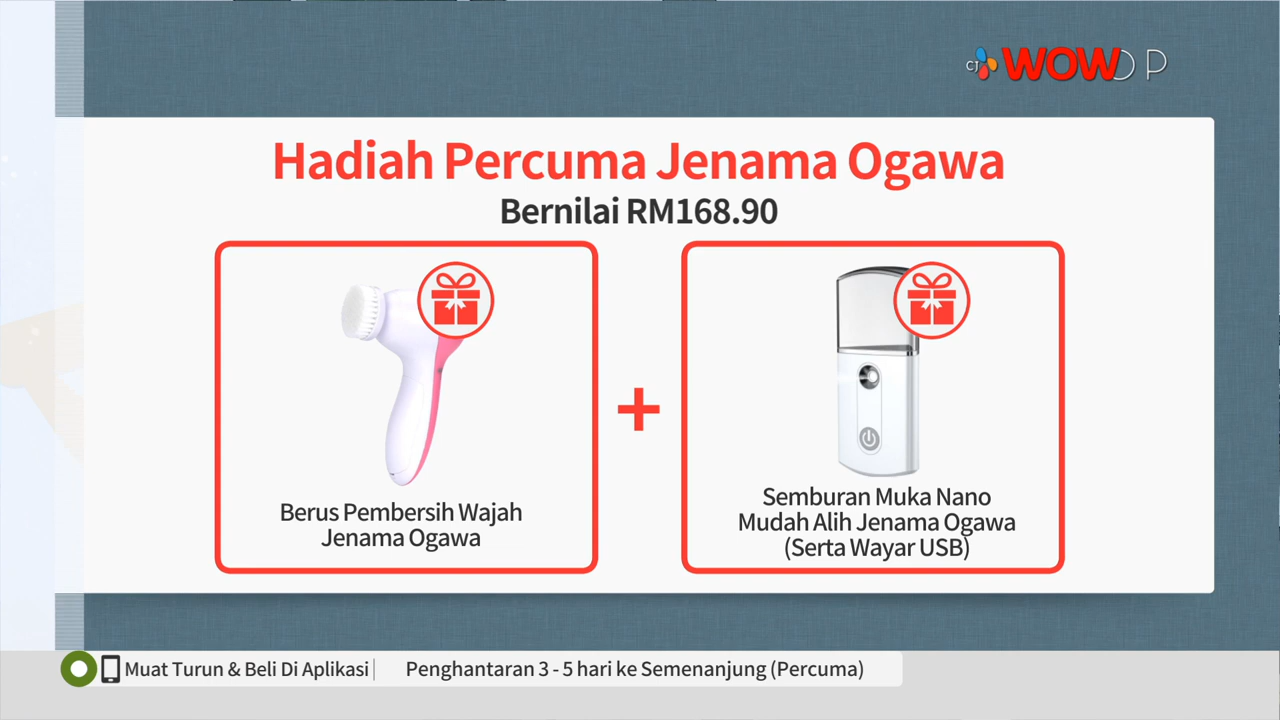 CJ WOW OP
Hadiah Percuma Jenama Ogawa
Bernilai RM168.90
Berus Pembersih Wajah
Jenama Ogawa
+
Semburan Muka Nano
Mudah Alih Jenama Ogawa
(Serta Wayar USB)
Muat Turun & Beli Di Aplikasi
Penghantaran 3 - 5 hari ke Semenanjung (Percuma)